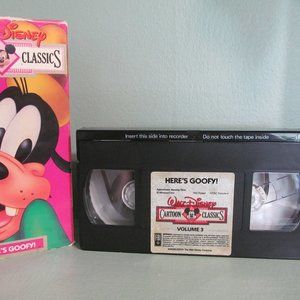 Disney
CLASSICS
HERE'S GOOFY!
Insert this side into recorder
Do not touch the tape inside
HERE'S GOOFY!
WALT DISNEY
CARTOON CLASSICS
VOLUME 3